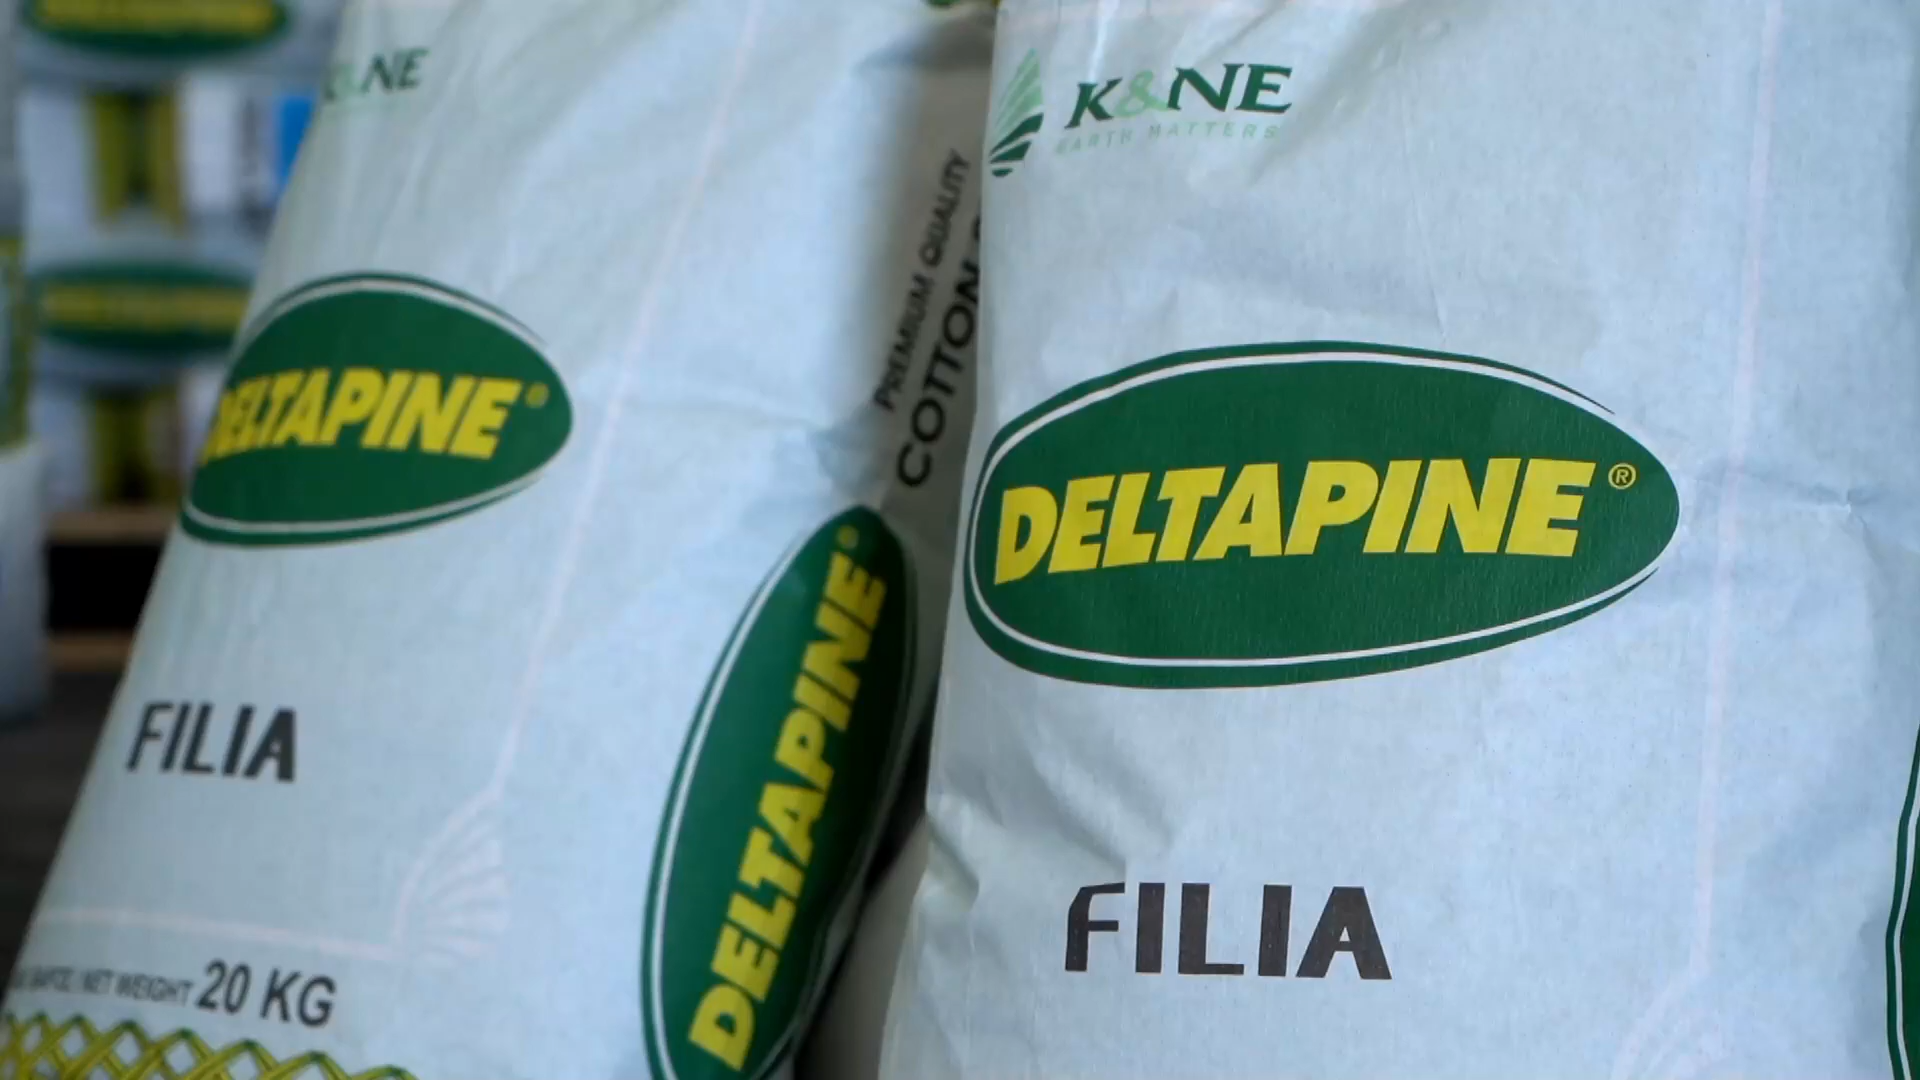 K&NE
DELTAPINE®
FILIA
NET WEIGHT 20 KG
PREMIUM QUALITY
COTTON
DELTAPINE®
K&NE
EARTH MATTERS
DELTAPINE®
FILIA